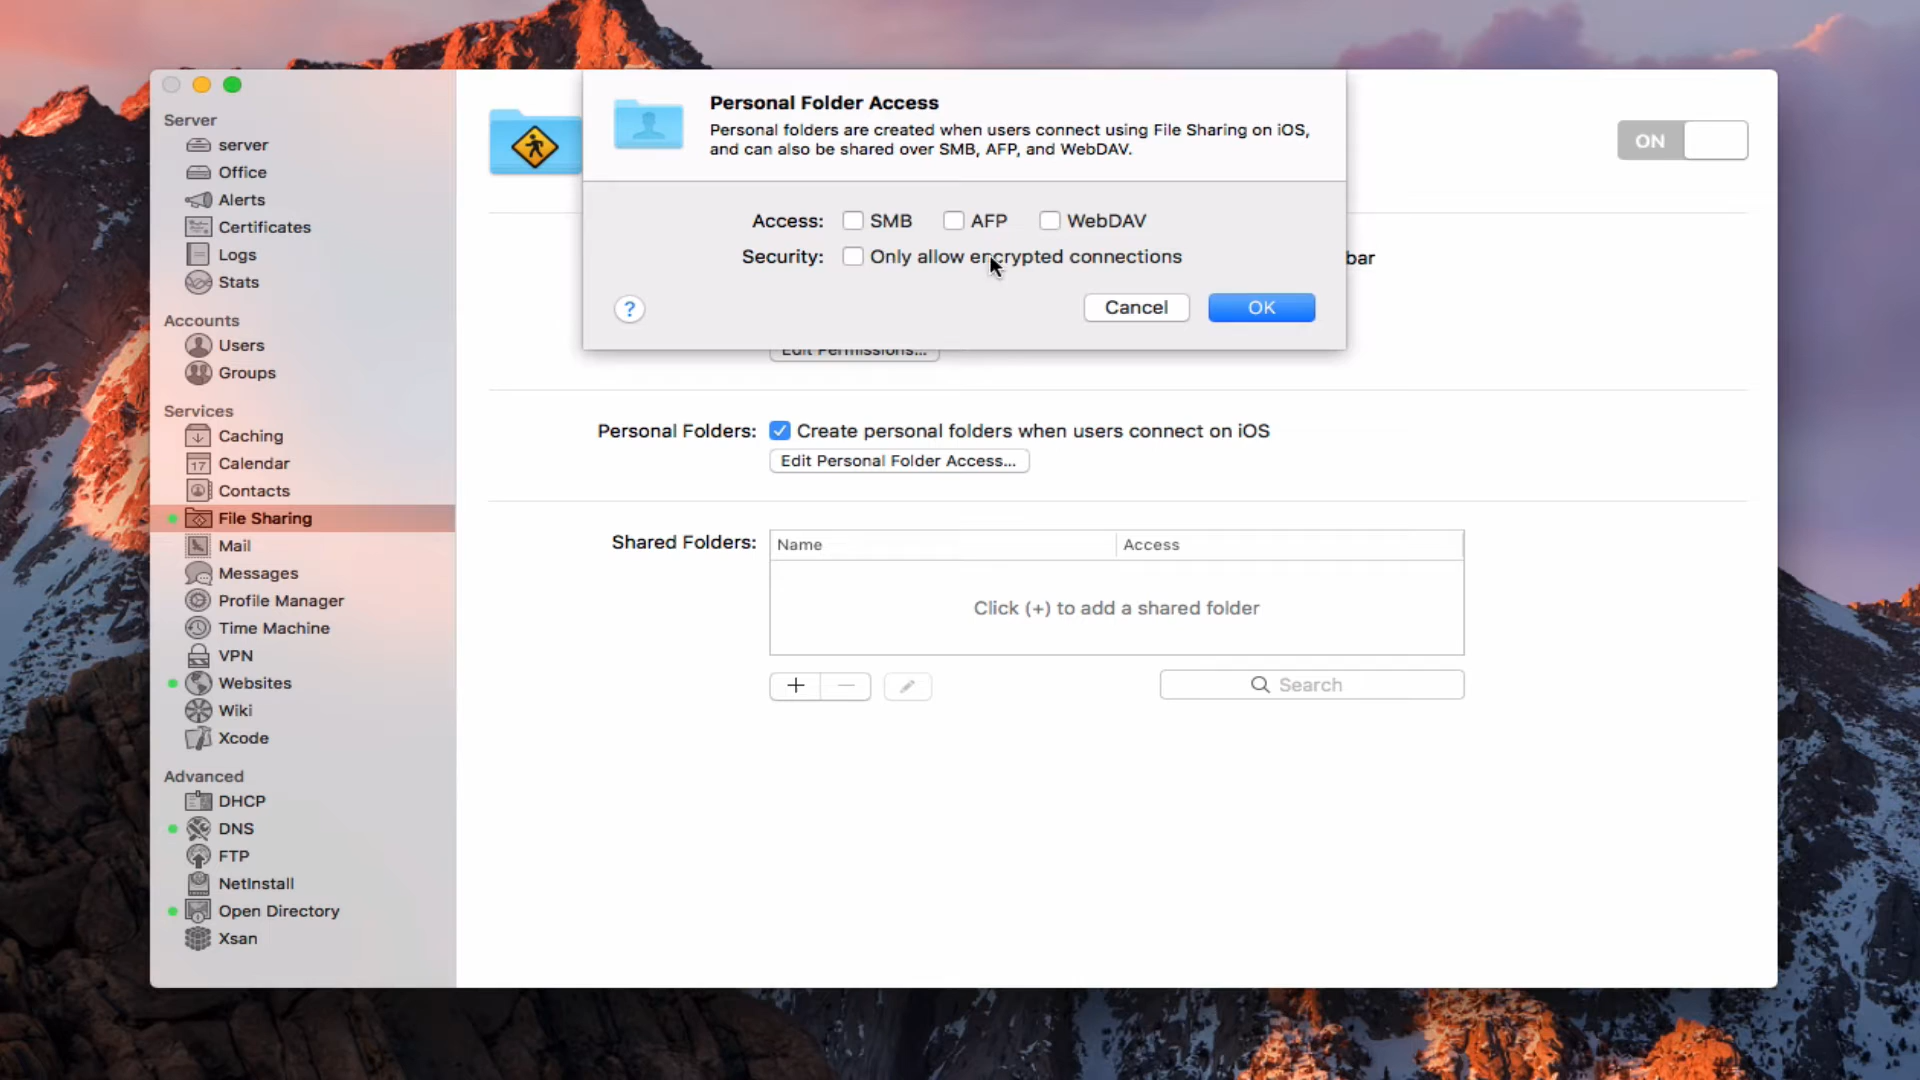 Server
server
Office
Alerts
Certificates
Logs
Stats
Accounts
Users
Groups
Services
Caching
17 Calendar
Contacts
File Sharing
Mail
Messages
Profile Manager
Time Machine
VPN
Websites
Wiki
Xcode
Advanced
DHCP
DNS
FTP
NetInstall
Open Directory
Xsan
Personal Folder Access
Personal folders are created when users connect using File Sharing on iOS,
and can also be shared over SMB, AFP, and WebDAV.
ON
Access: SMB AFP WebDAV
Security: Only allow encrypted connections
bar
? Cancel OK
Edit Permissions...
Personal Folders: Create personal folders when users connect on iOS
Edit Personal Folder Access...
Shared Folders: Name Access
Click (+) to add a shared folder
+ − Search